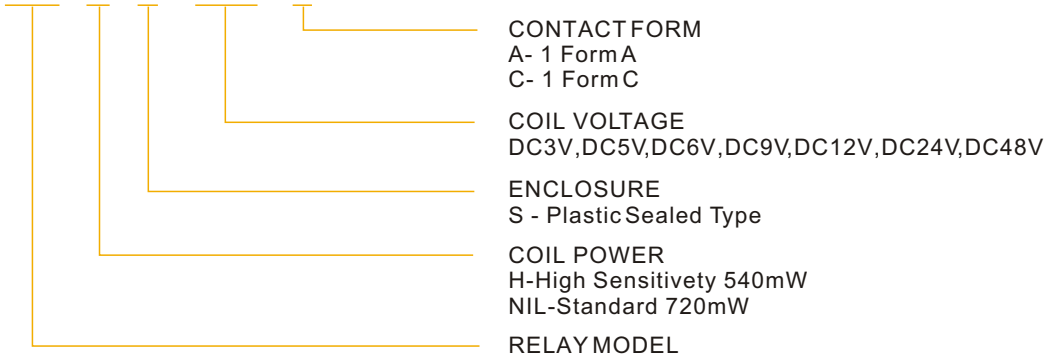 CONTACT FORM
A- 1 Form A
C- 1 Form C
COIL VOLTAGE
DC3V,DC5V,DC6V,DC9V,DC12V,DC24V,DC48V
ENCLOSURE
S - Plastic Sealed Type
COIL POWER
H-High Sensitivety 540mW
NIL-Standard 720mW
RELAY MODEL